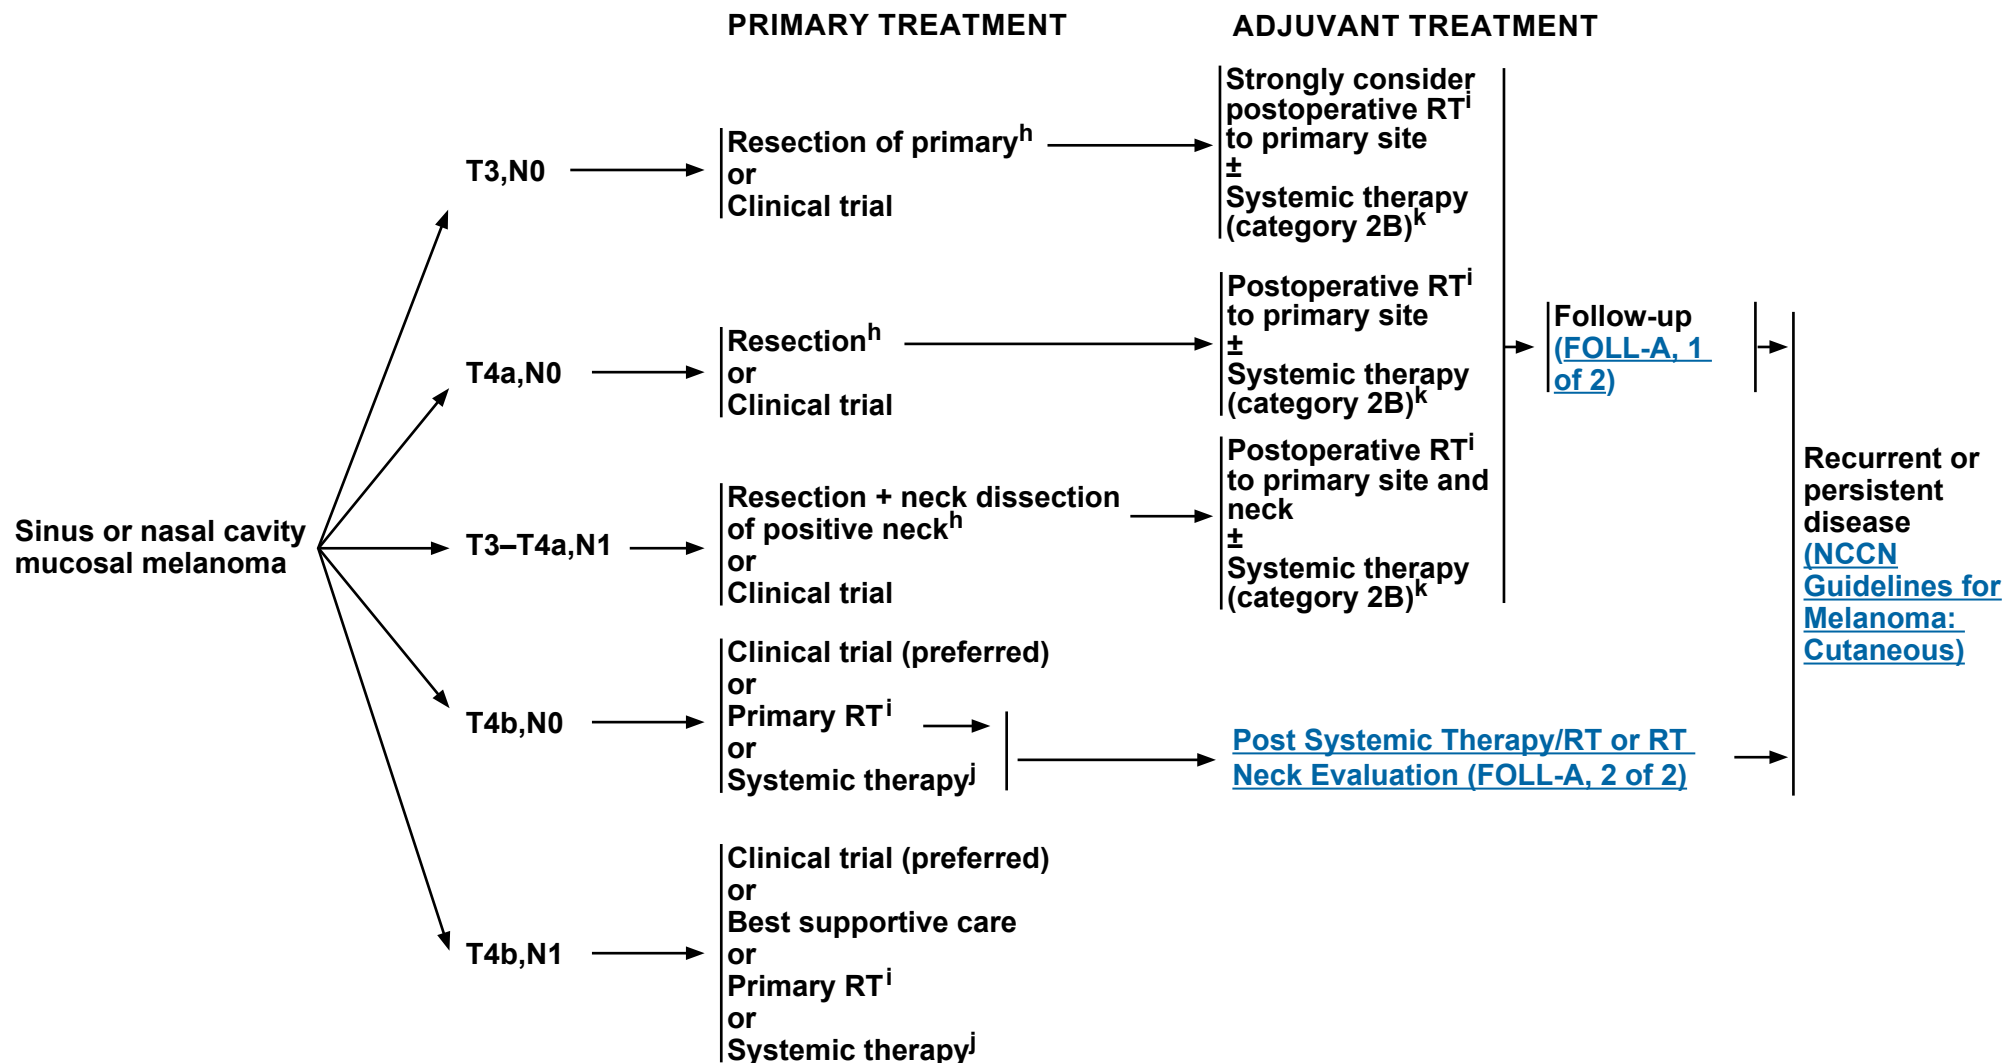 PRIMARY TREATMENT
ADJUVANT TREATMENT
Sinus or nasal cavity
mucosal melanoma
T3,N0
Resection of primaryʰ
or
Clinical trial
Strongly consider
postoperative RTⁱ
to primary site
±
Systemic therapy
(category 2B)ᵏ
T4a,N0
Resectionʰ
or
Clinical trial
Postoperative RTⁱ
to primary site
±
Systemic therapy
(category 2B)ᵏ
T3–T4a,N1
Resection + neck dissection
of positive neckʰ
or
Clinical trial
Postoperative RTⁱ
to primary site and
neck
±
Systemic therapy
(category 2B)ᵏ
Follow-up
(FOLL-A, 1
of 2)
T4b,N0
Clinical trial (preferred)
or
Primary RTⁱ
or
Systemic therapyʲ
Post Systemic Therapy/RT or RT
Neck Evaluation (FOLL-A, 2 of 2)
T4b,N1
Clinical trial (preferred)
or
Best supportive care
or
Primary RTⁱ
or
Systemic therapyʲ
Recurrent or
persistent
disease
(NCCN
Guidelines for
Melanoma:
Cutaneous)